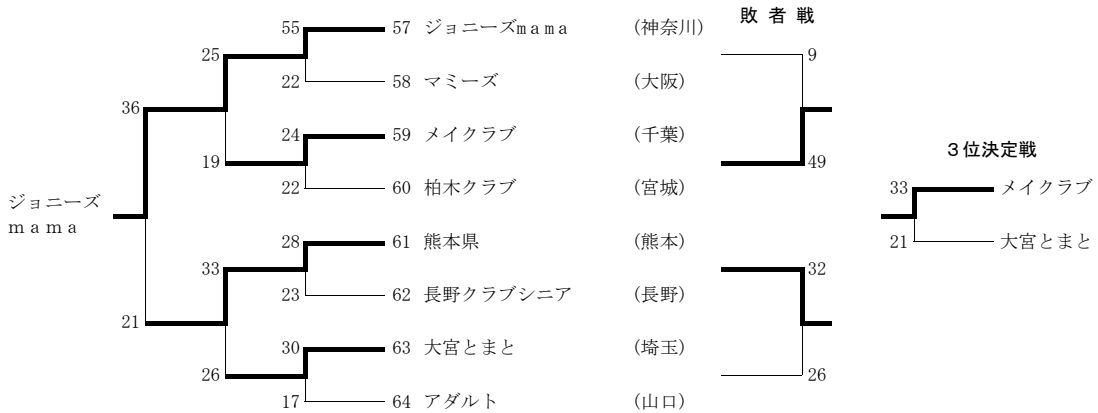 敗者戦
55 57 ジョニーズmama (神奈川)
25 9
22 58 マミーズ (大阪)
36
24 59 メイクラブ (千葉)
3位決定戦
19 49
22 60 柏木クラブ (宮城)
33 メイクラブ
ジョニーズ
mama
28 61 熊本県 (熊本)
21 大宮とまと
33 32
23 62 長野クラブシニア (長野)
21
30 63 大宮とまと (埼玉)
26 26
17 64 アダルト (山口)